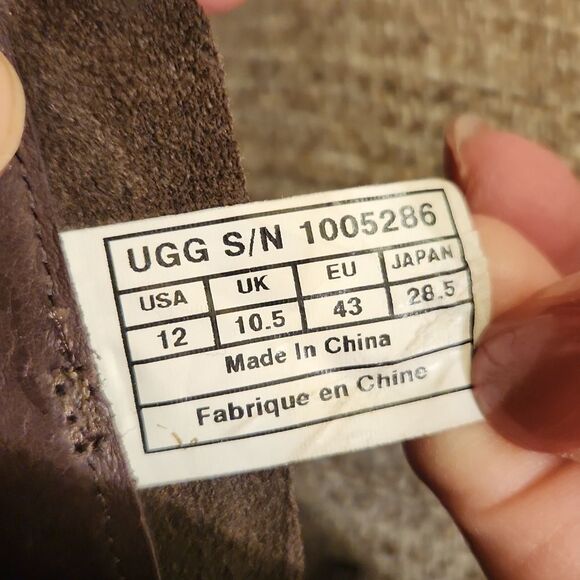 UGG S/N 1005286
USA UK EU JAPAN
12 10.5 43 28.5
Made In China
Fabrique en Chine